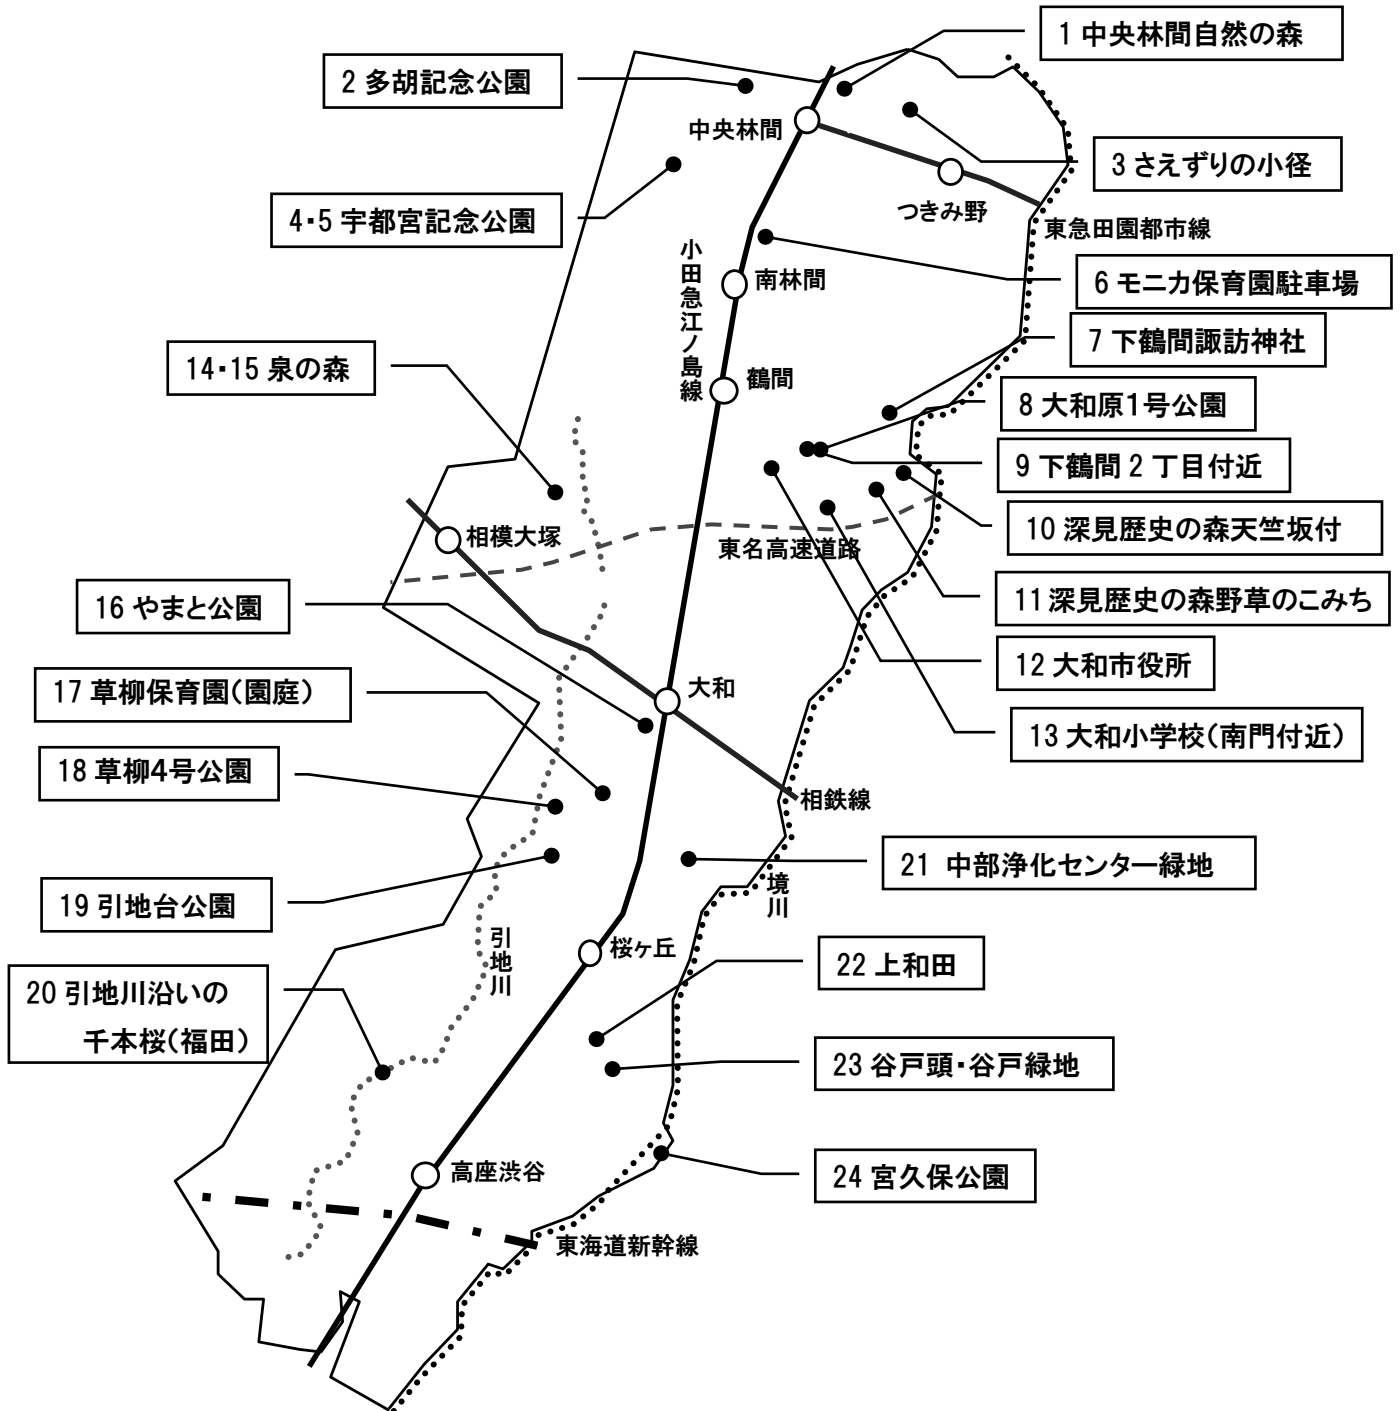 1 中央林間自然の森
2 多胡記念公園
中央林間
3 さえずりの小径
4・5 宇都宮記念公園
つきみ野
東急田園都市線
小田急江ノ島線
南林間
6 モニカ保育園駐車場
7 下鶴間諏訪神社
14・15 泉の森
鶴間
8 大和原1号公園
9 下鶴間2丁目付近
10 深見歴史の森天竺坂付
相模大塚
東名高速道路
11 深見歴史の森野草のこみち
16 やまと公園
12 大和市役所
17 草柳保育園(園庭)
大和
13 大和小学校(南門付近)
18 草柳4号公園
相鉄線
21 中部浄化センター緑地
境川
19 引地台公園
引地川
桜ヶ丘
22 上和田
20 引地川沿いの
千本桜(福田)
23 谷戸頭・谷戸緑地
高座渋谷
24 宮久保公園
東海道新幹線